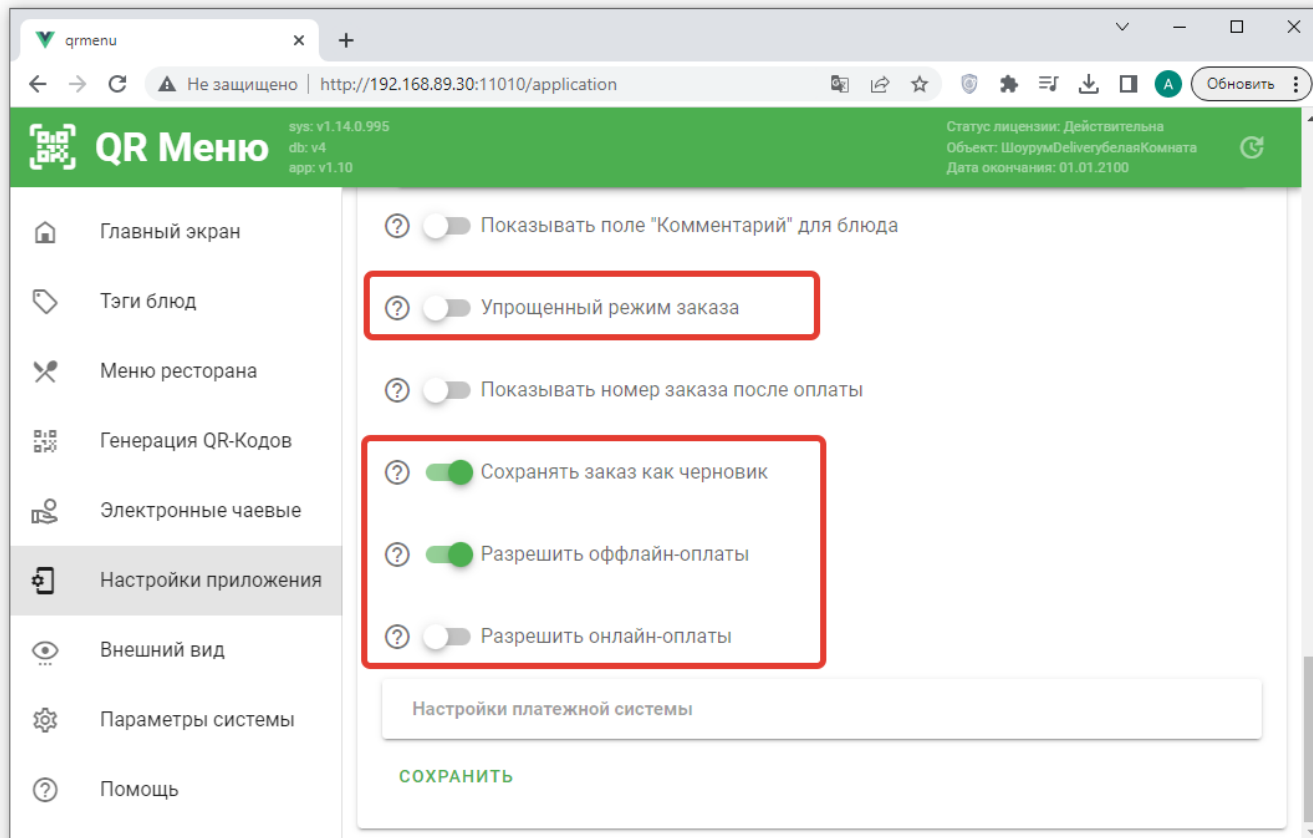 qrmenu
Не защищено http://192.168.89.30:11010/application
A
Обновить
QR Меню
sys: v1.14.0.995
db: v4
app: v1.10
Статус лицензии: Действительна
Объект: ШоурумDeliveryбелаяКомната
Дата окончания: 01.01.2100
Главный экран
Тэги блюд
Меню ресторана
Генерация QR-Кодов
Электронные чаевые
Настройки приложения
Внешний вид
Параметры системы
Помощь
Показывать поле "Комментарий" для блюда
Упрощенный режим заказа
Показывать номер заказа после оплаты
Сохранять заказ как черновик
Разрешить оффлайн-оплаты
Разрешить онлайн-оплаты
Настройки платежной системы
СОХРАНИТЬ